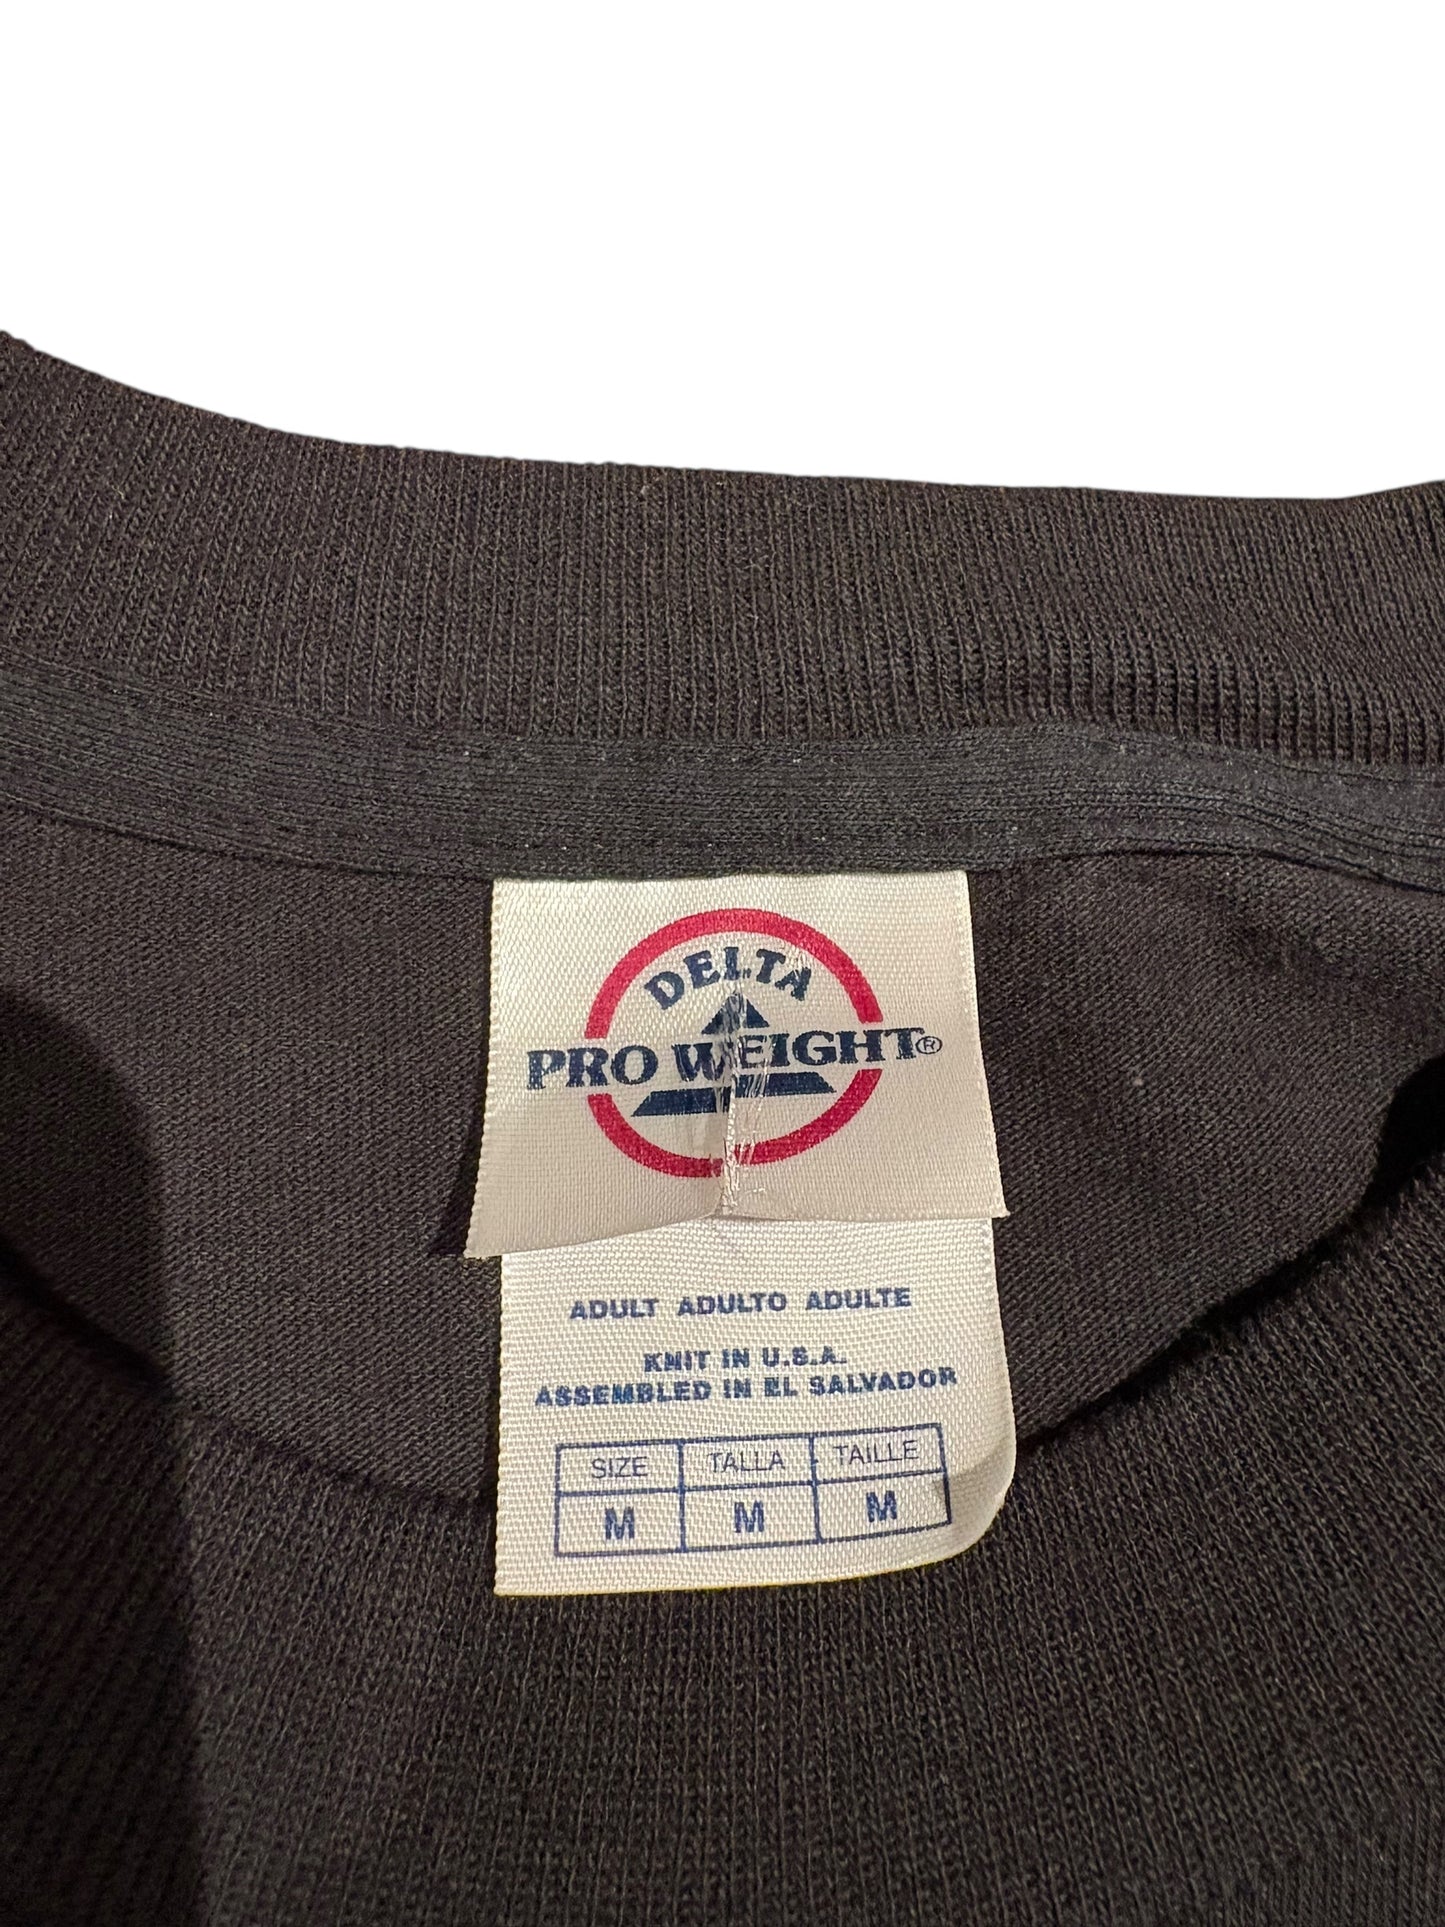 DELTA
PRO WEIGHT®
ADULT ADULTO ADULTE
KNIT IN U.S.A.
ASSEMBLED IN EL SALVADOR
SIZE TALLA TAILLE
M M M